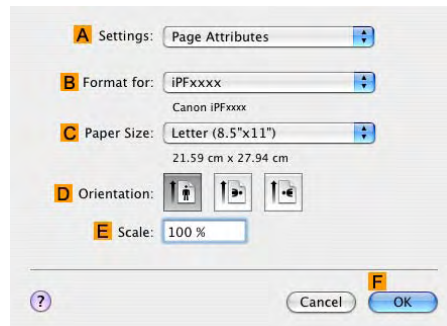 A Settings: Page Attributes
B Format for: iPFxxxx
Canon iPFxxxx
C Paper Size: Letter (8.5"x11")
21.59 cm x 27.94 cm
D Orientation:
E Scale: 100 %
F
? Cancel OK